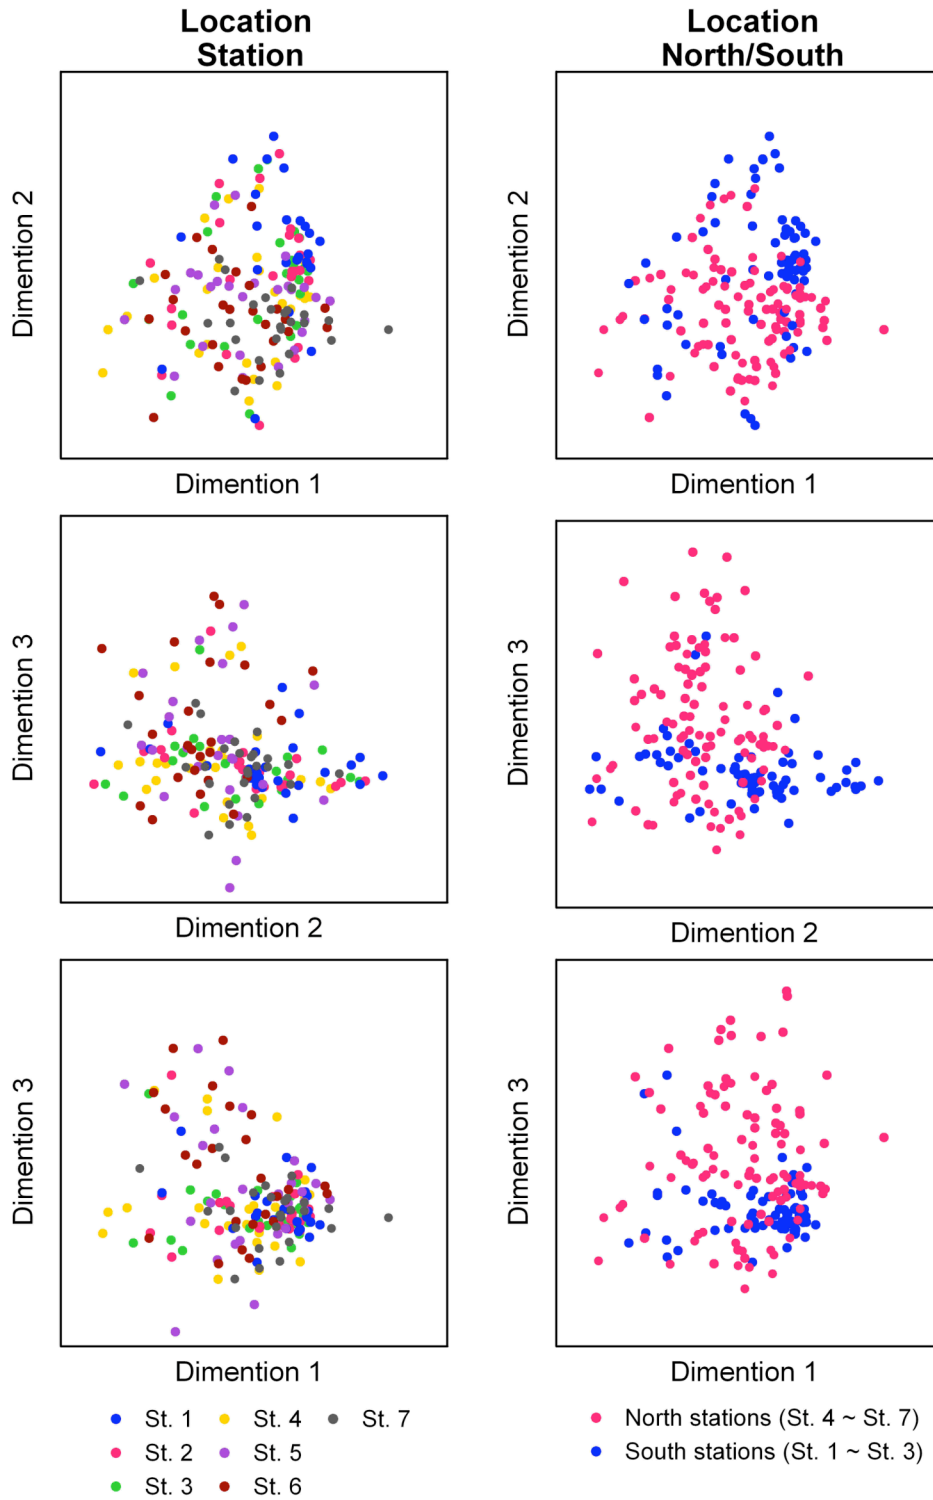 Location
Station
Location
North/South
Dimention 2
Dimention 1
Dimention 2
Dimention 1
Dimention 3
Dimention 2
Dimention 3
Dimention 2
Dimention 3
Dimention 1
Dimention 3
Dimention 1
St. 1
St. 4
St. 7
St. 2
St. 5
St. 3
St. 6
North stations (St. 4 ~ St. 7)
South stations (St. 1 ~ St. 3)